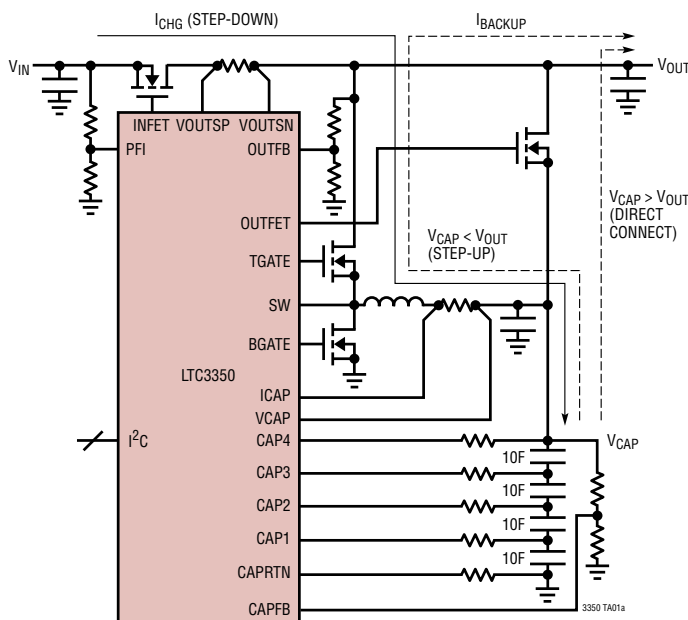 I_CHG (STEP-DOWN)
I_BACKUP
V_IN
V_OUT
INFET VOUTSP VOUTSN
PFI
OUTFB
OUTFET
V_CAP > V_OUT
(DIRECT
CONNECT)
V_CAP < V_OUT
(STEP-UP)
TGATE
SW
BGATE
LTC3350
ICAP
VCAP
I²C
CAP4
V_CAP
10F
CAP3
10F
CAP2
10F
CAP1
10F
CAPRTN
CAPFB
3350 TA01a